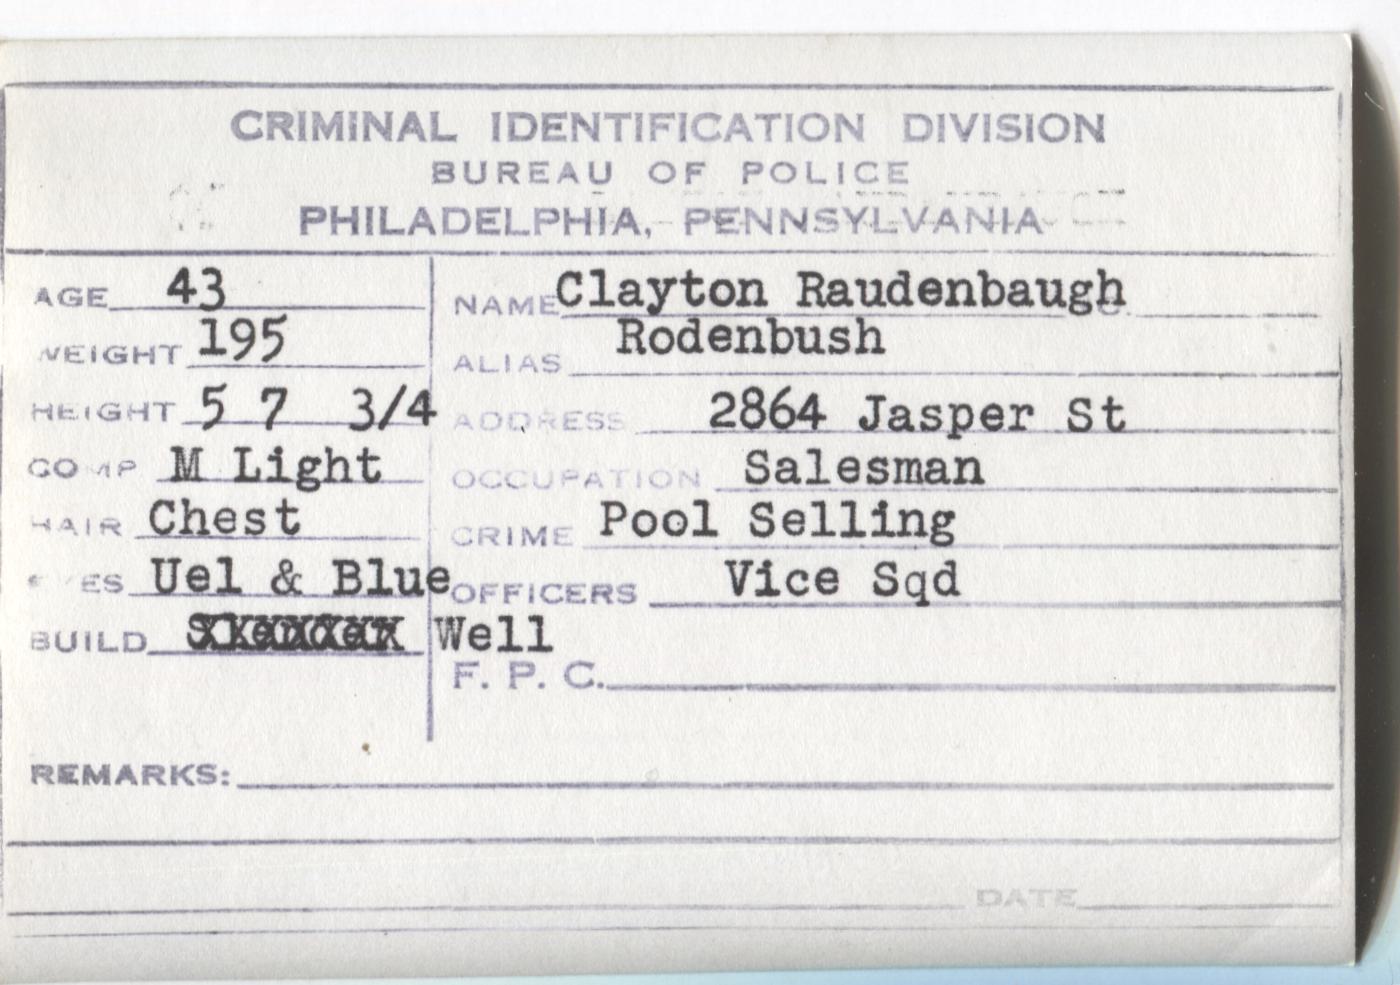 CRIMINAL IDENTIFICATION DIVISION
BUREAU OF POLICE
PHILADELPHIA, PENNSYLVANIA
AGE 43
WEIGHT 195
HEIGHT 5 7 3/4
COMP M Light
HAIR Chest
EYES Uel & Blue
BUILD Well
NAME Clayton Raudenbaugh
ALIAS Rodenbush
ADDRESS 2864 Jasper St
OCCUPATION Salesman
CRIME Pool Selling
OFFICERS Vice Sqd
F. P. C.
REMARKS:
DATE